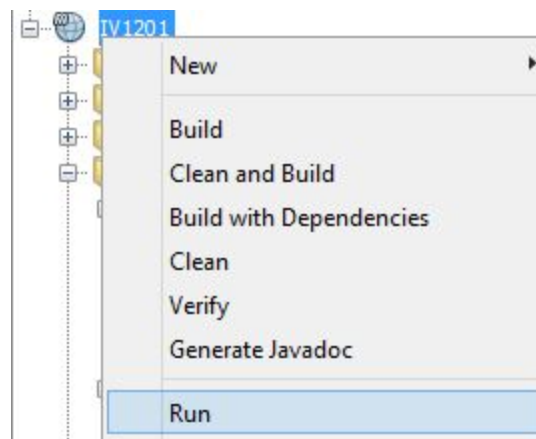 IV1201
New
Build
Clean and Build
Build with Dependencies
Clean
Verify
Generate Javadoc
Run